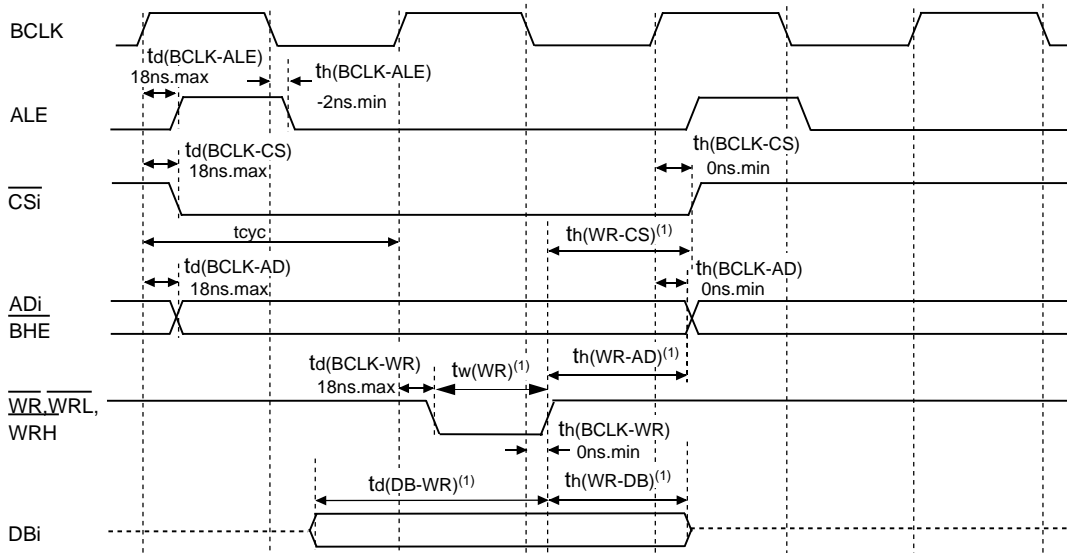 BCLK
td(BCLK-ALE)
18ns.max
th(BCLK-ALE)
-2ns.min
ALE
td(BCLK-CS)
18ns.max
th(BCLK-CS)
0ns.min
CSi
tcyc
th(WR-CS)(1)
td(BCLK-AD)
18ns.max
th(BCLK-AD)
0ns.min
ADi
BHE
td(BCLK-WR)
18ns.max
tw(WR)(1)
th(WR-AD)(1)
WR,WRL,
WRH
th(BCLK-WR)
0ns.min
td(DB-WR)(1)
th(WR-DB)(1)
DBi